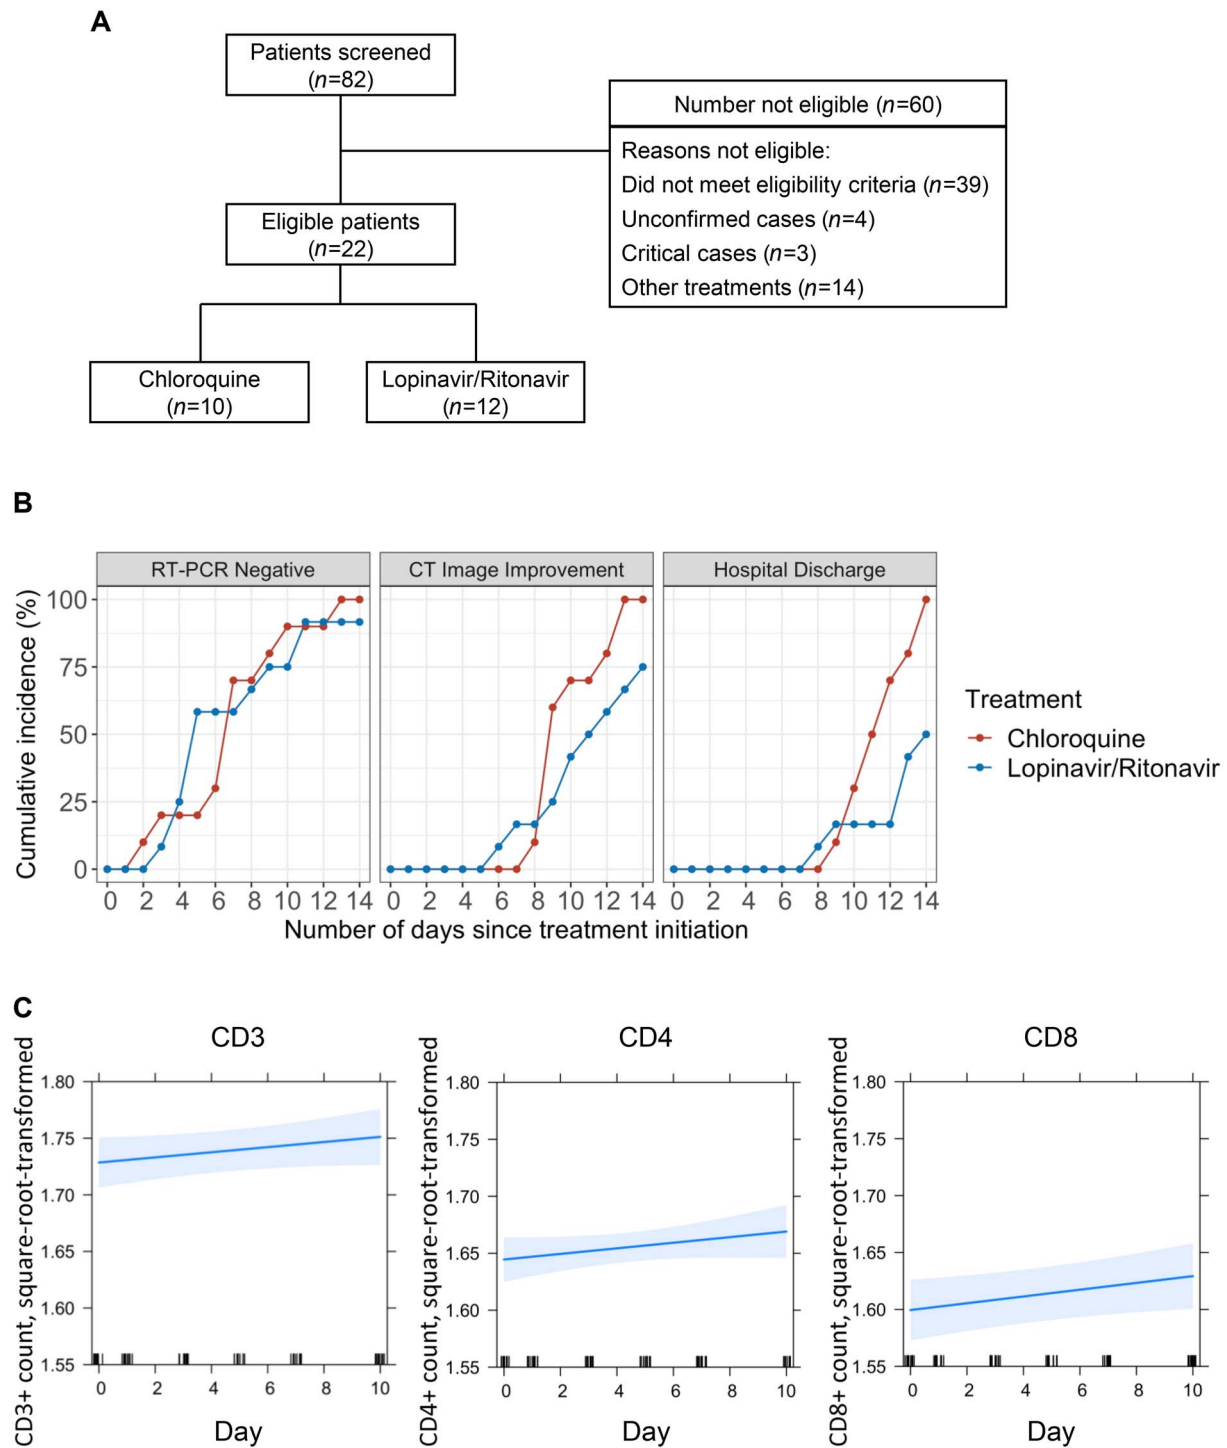 A
Patients screened
(n=82)
Number not eligible (n=60)
Reasons not eligible:
Did not meet eligibility criteria (n=39)
Unconfirmed cases (n=4)
Critical cases (n=3)
Other treatments (n=14)
Eligible patients
(n=22)
Chloroquine
(n=10)
Lopinavir/Ritonavir
(n=12)
B
RT-PCR Negative
CT Image Improvement
Hospital Discharge
Cumulative incidence (%)
100
75
50
25
0
0 2 4 6 8 10 12 14
0 2 4 6 8 10 12 14
0 2 4 6 8 10 12 14
Number of days since treatment initiation
Treatment
Chloroquine
Lopinavir/Ritonavir
C
CD3
CD3+ count, square-root-transformed
1.80
1.75
1.70
1.65
1.60
1.55
0 2 4 6 8 10
Day
CD4
CD4+ count, square-root-transformed
1.80
1.75
1.70
1.65
1.60
1.55
0 2 4 6 8 10
Day
CD8
CD8+ count, square-root-transformed
1.80
1.75
1.70
1.65
1.60
1.55
0 2 4 6 8 10
Day